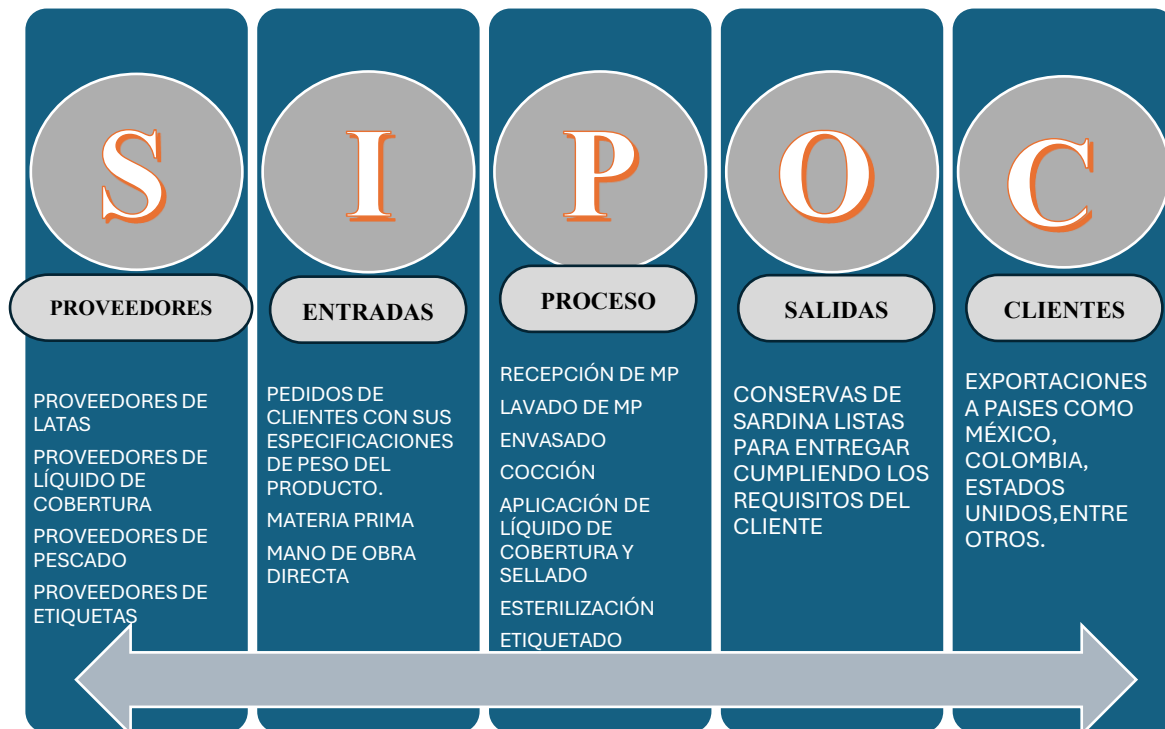 S
PROVEEDORES
PROVEEDORES DE
LATAS
PROVEEDORES DE
LÍQUIDO DE
COBERTURA
PROVEEDORES DE
PESCADO
PROVEEDORES DE
ETIQUETAS
I
ENTRADAS
PEDIDOS DE
CLIENTES CON SUS
ESPECIFICACIONES
DE PESO DEL
PRODUCTO.
MATERIA PRIMA
MANO DE OBRA
DIRECTA
P
PROCESO
RECEPCIÓN DE MP
LAVADO DE MP
ENVASADO
COCCIÓN
APLICACIÓN DE
LÍQUIDO DE
COBERTURA Y
SELLADO
ESTERILIZACIÓN
ETIQUETADO
O
SALIDAS
CONSERVAS DE
SARDINA LISTAS
PARA ENTREGAR
CUMPLIENDO LOS
REQUISITOS DEL
CLIENTE
C
CLIENTES
EXPORTACIONES
A PAISES COMO
MÉXICO,
COLOMBIA,
ESTADOS
UNIDOS,ENTRE
OTROS.